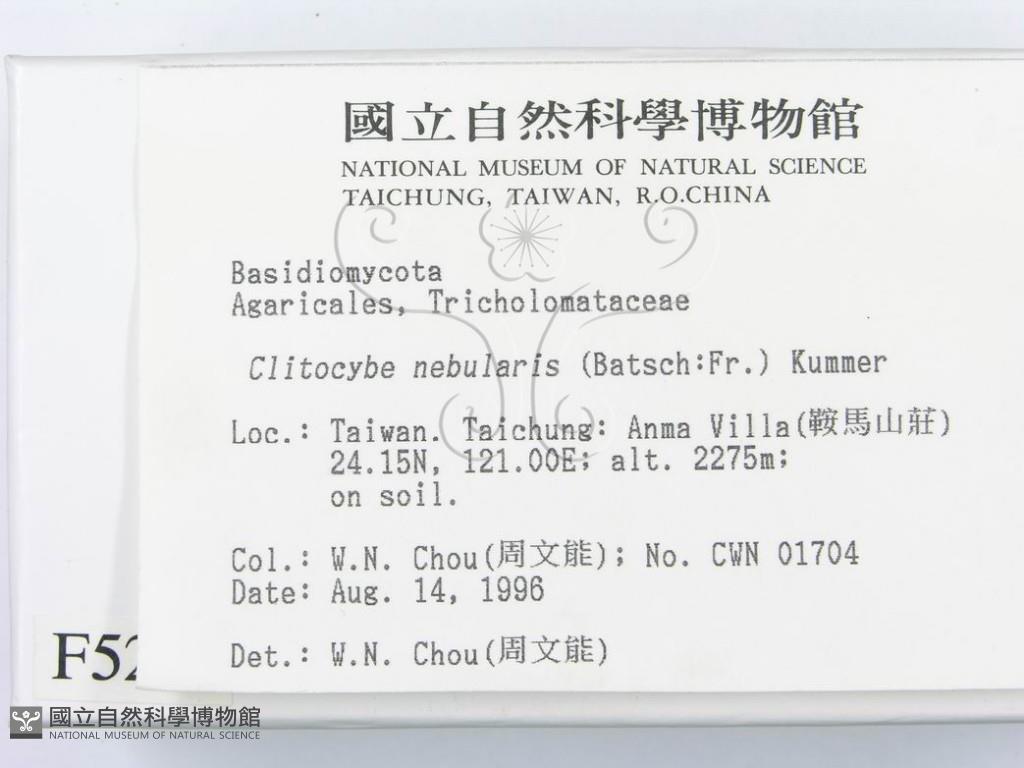 國立自然科學博物館
NATIONAL MUSEUM OF NATURAL SCIENCE
TAICHUNG, TAIWAN, R.O.CHINA
Basidiomycota
Agaricales, Tricholomataceae
Clitocybe nebularis (Batsch:Fr.) Kummer
Loc.: Taiwan. Taichung: Anma Villa(鞍馬山莊)
24.15N, 121.00E; alt. 2275m;
on soil.
Col.: W.N. Chou(周文能); No. CWN 01704
Date: Aug. 14, 1996
Det.: W.N. Chou(周文能)
F52
國立自然科學博物館
NATIONAL MUSEUM OF NATURAL SCIENCE